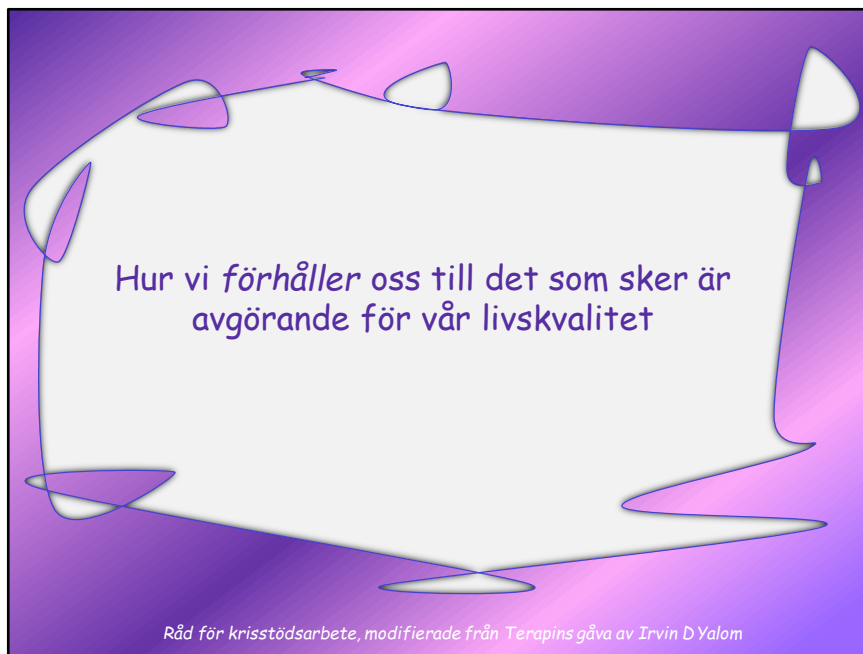 Hur vi förhåller oss till det som sker är
avgörande för vår livskvalitet
Råd för krisstödsarbete, modifierade från Terapins gåva av Irvin D Yalom